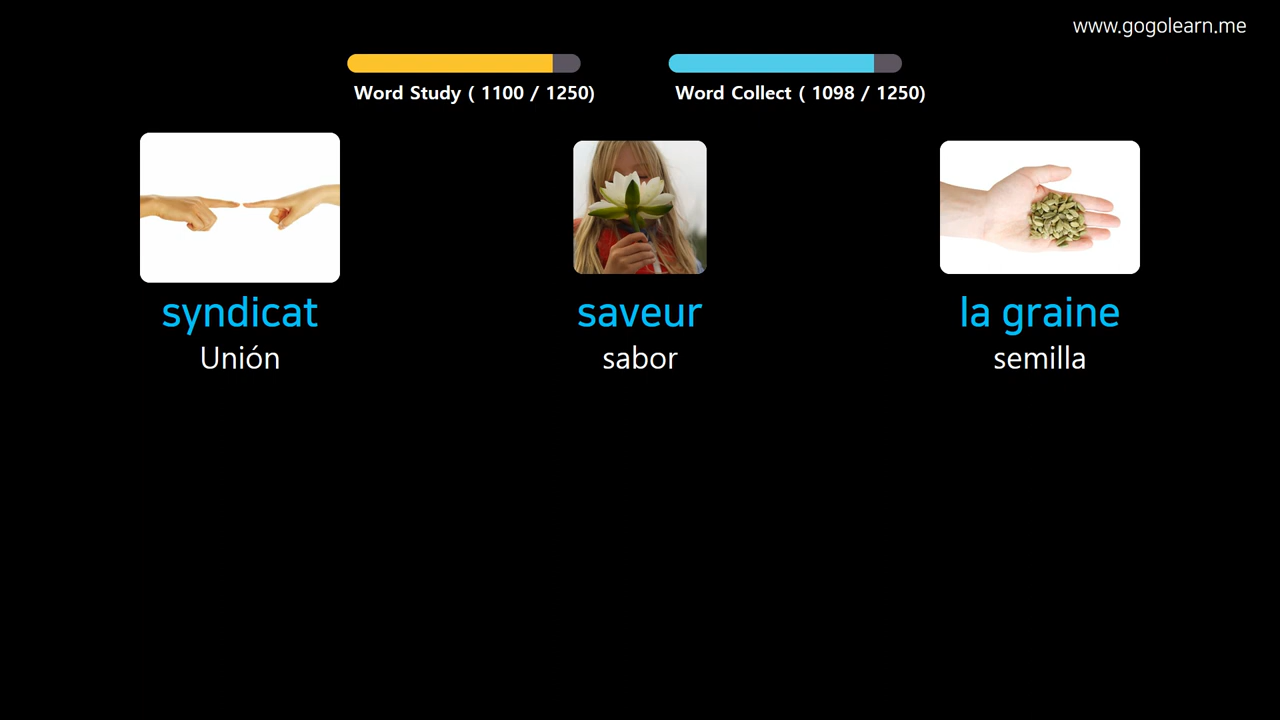 www.gogolearn.me
Word Study ( 1100 / 1250)
Word Collect ( 1098 / 1250)
syndicat
Unión
saveur
sabor
la graine
semilla